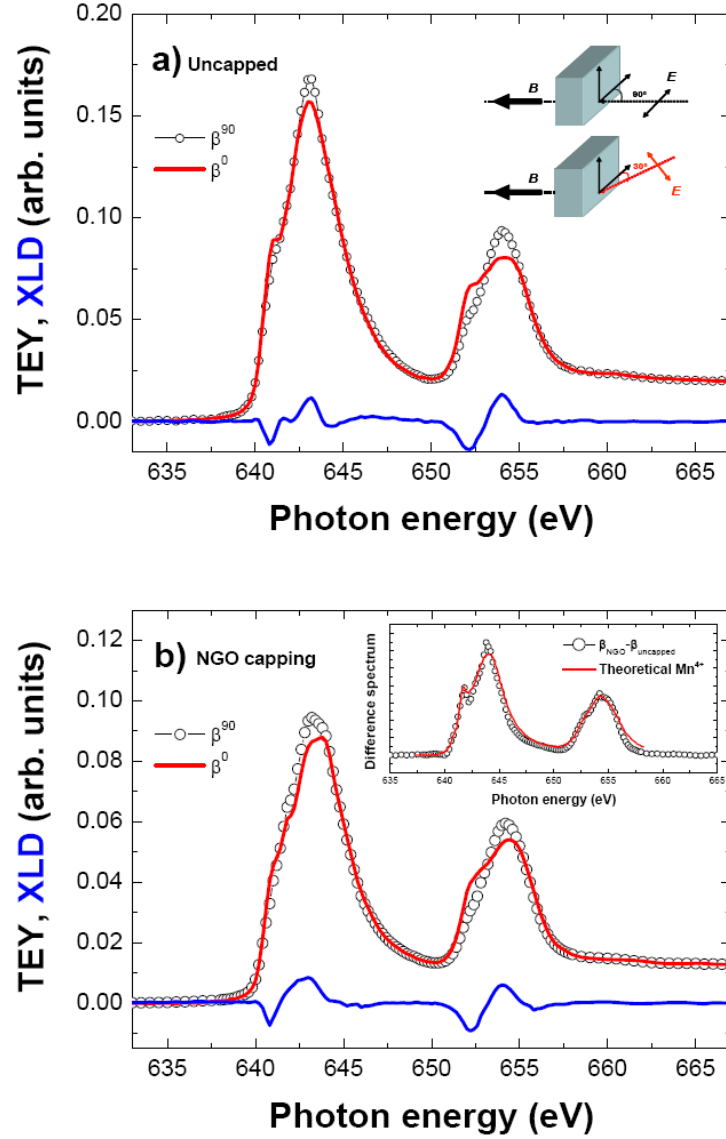 0.20
0.15
0.10
0.05
0.00
TEY, XLD (arb. units)
a) Uncapped
β90
β0
B
90º
E
B
30º
E
635 640 645 650 655 660 665
Photon energy (eV)
0.12
0.10
0.08
0.06
0.04
0.02
0.00
TEY, XLD (arb. units)
b) NGO capping
β90
β0
Difference spectrum
βNGO-βuncapped
Theoretical Mn4+
635 640 645 650 655 660 665
Photon energy (eV)
635 640 645 650 655 660 665
Photon energy (eV)